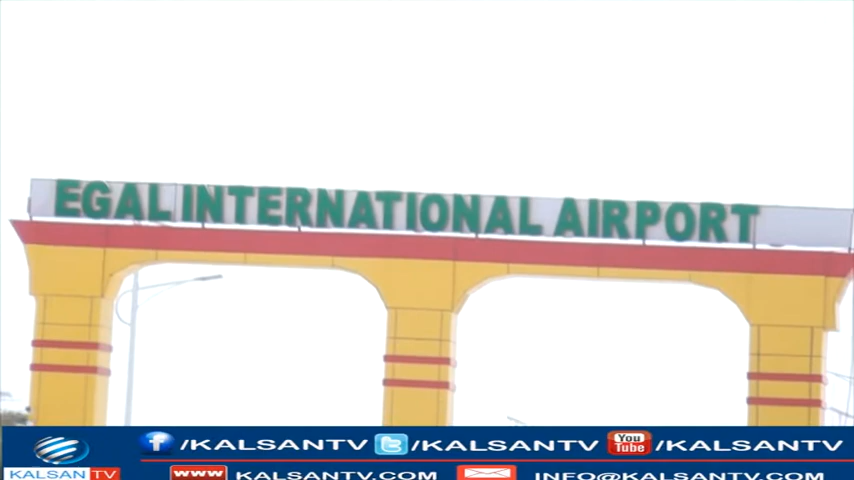 EGAL INTERNATIONAL AIRPORT
/KALSANTV /KALSANTV You Tube /KALSANTV
KALSAN TV www KALSANTV.COM INFO@KALSANTV.COM